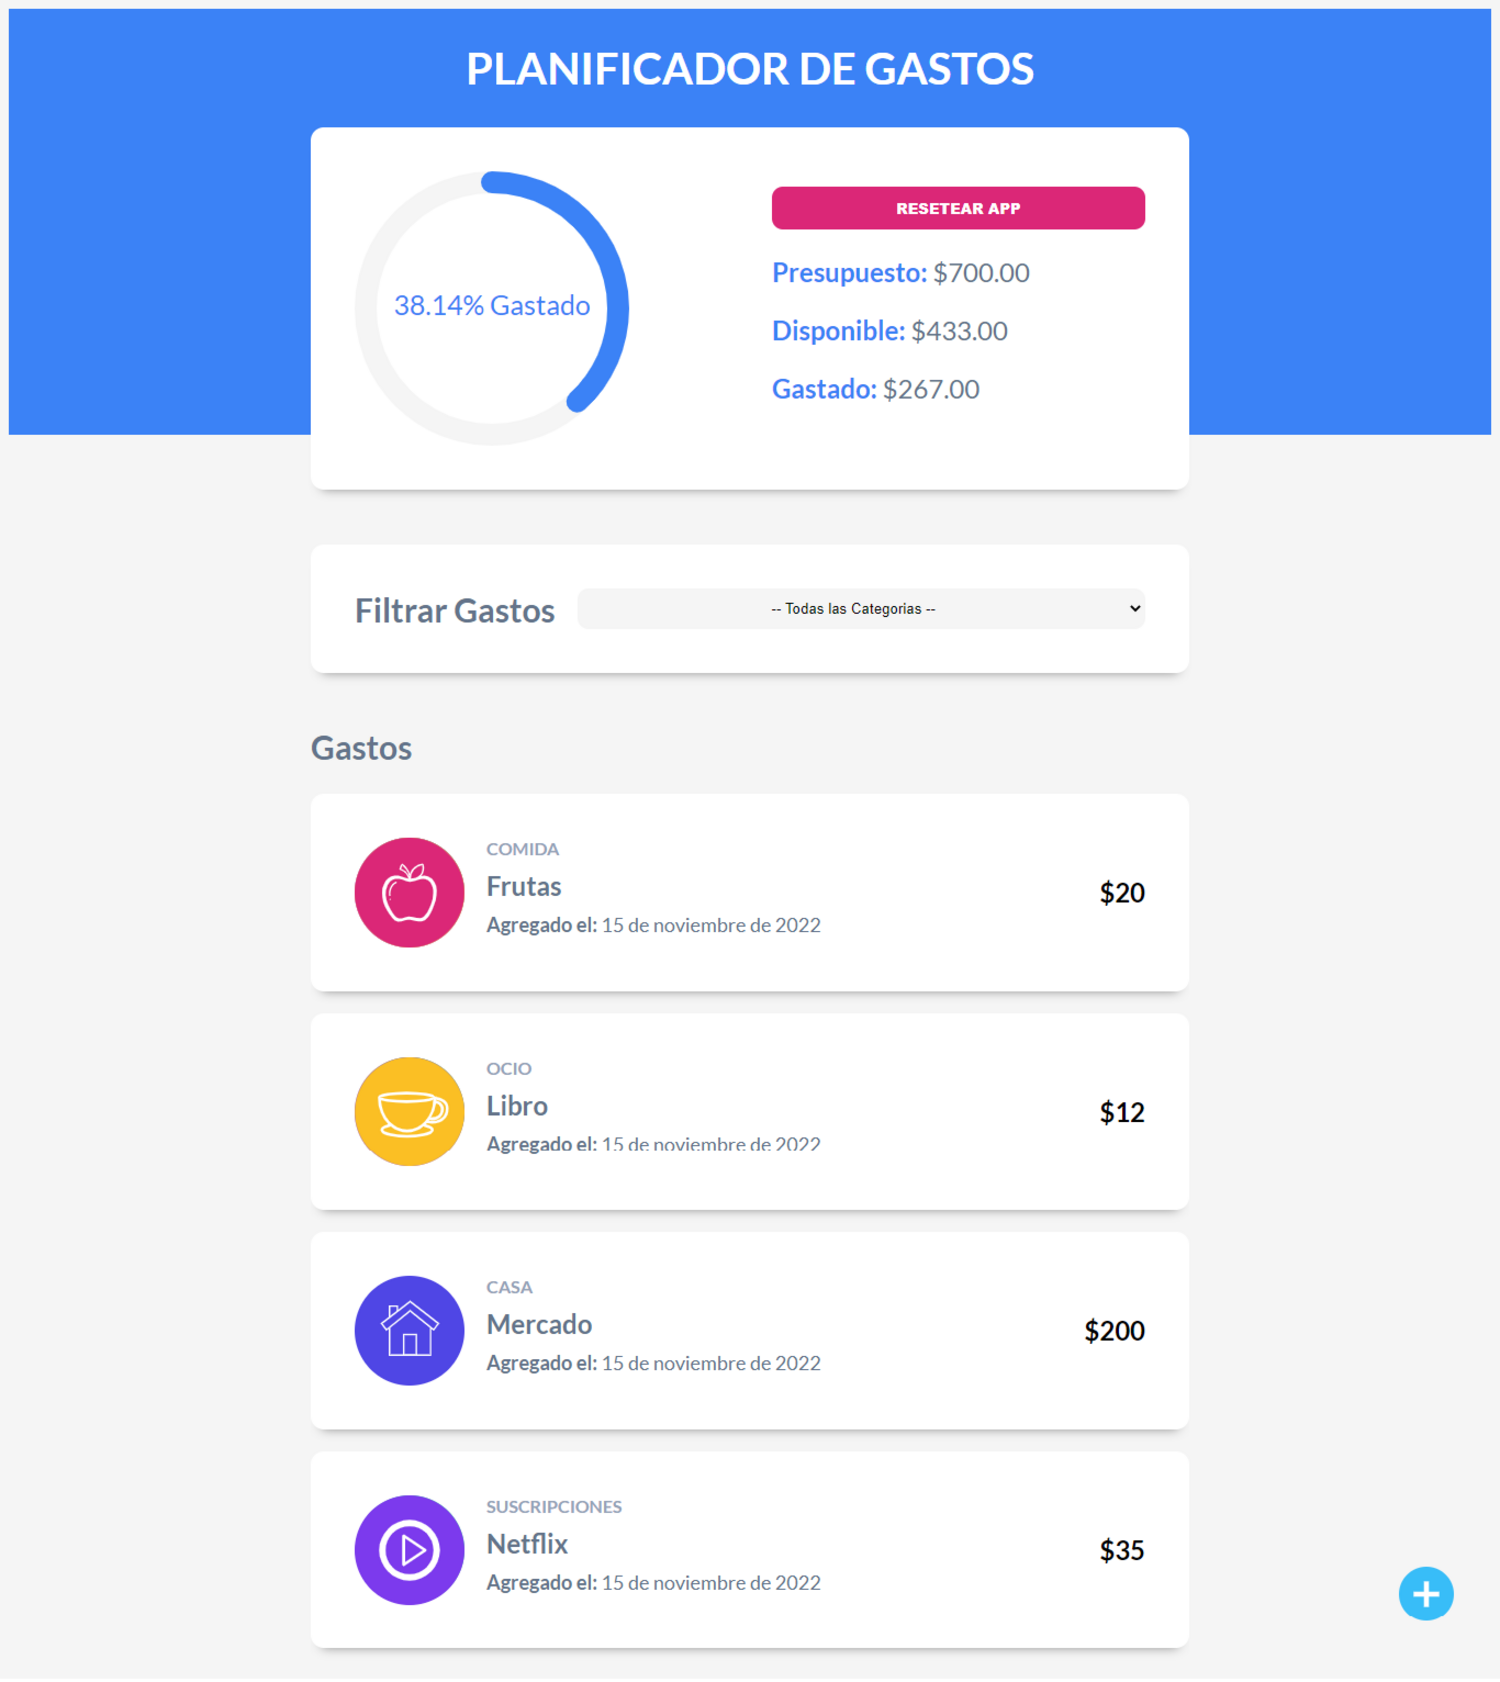 PLANIFICADOR DE GASTOS
38.14% Gastado
RESETEAR APP
Presupuesto: $700.00
Disponible: $433.00
Gastado: $267.00
Filtrar Gastos
-- Todas las Categorias --
Gastos
COMIDA
Frutas
Agregado el: 15 de noviembre de 2022
$20
OCIO
Libro
Agregado el: 15 de noviembre de 2022
$12
CASA
Mercado
Agregado el: 15 de noviembre de 2022
$200
SUSCRIPCIONES
Netflix
Agregado el: 15 de noviembre de 2022
$35